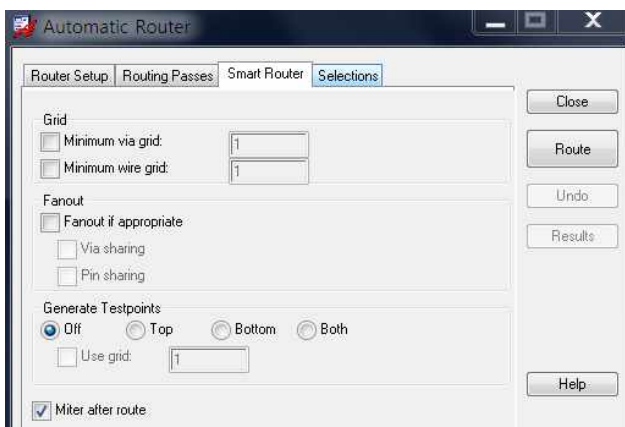 Automatic Router
Router Setup Routing Passes Smart Router Selections
Close
Grid
Minimum via grid: 1
Minimum wire grid: 1
Route
Undo
Fanout
Fanout if appropriate
Via sharing
Pin sharing
Results
Generate Testpoints
Off Top Bottom Both
Use grid: 1
Help
Miter after route